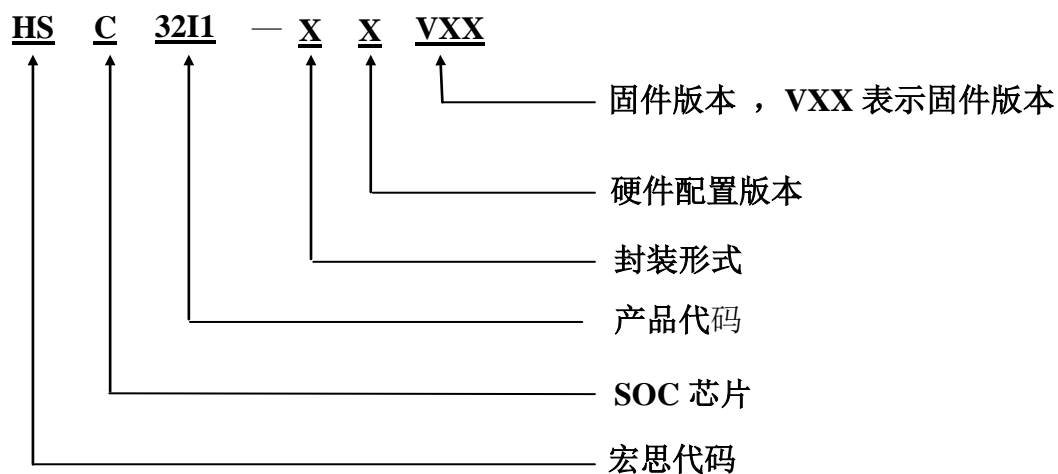 HS C 32I1 — X X VXX
固件版本 ，VXX 表示固件版本
硬件配置版本
封装形式
产品代码
SOC 芯片
宏思代码